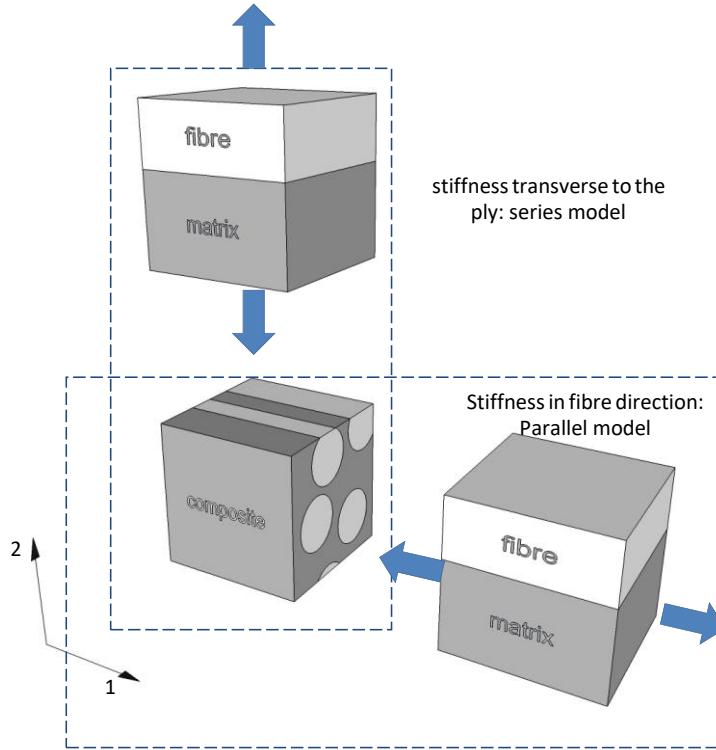 fibre
matrix
stiffness transverse to the
ply: series model
Stiffness in fibre direction:
Parallel model
composite
fibre
matrix
2
1